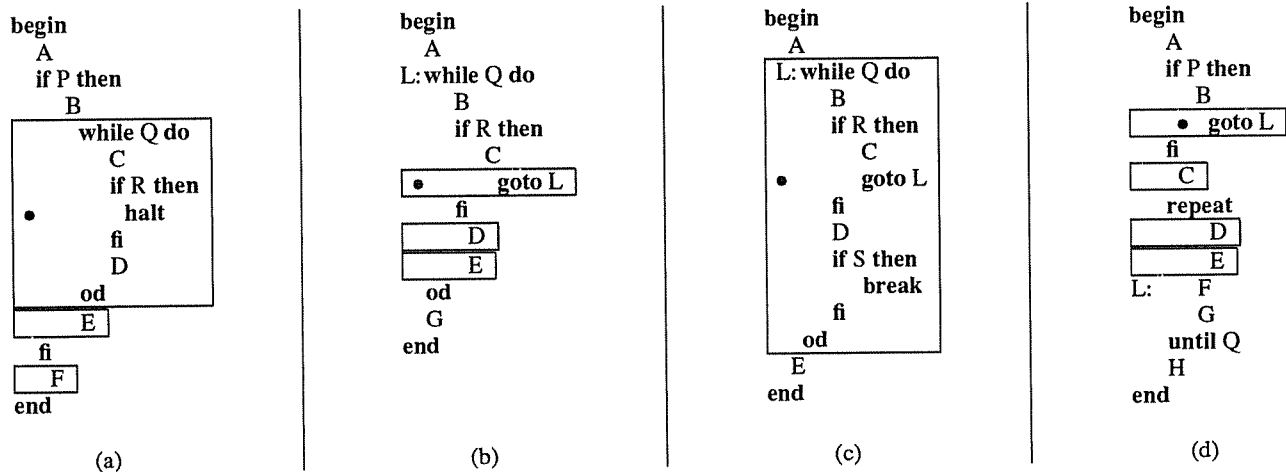 begin
A
if P then
B
while Q do
C
if R then
halt
fi
D
od
E
fi
F
end
(a)
begin
A
L: while Q do
B
if R then
C
goto L
fi
D
E
od
G
end
(b)
begin
A
L: while Q do
B
if R then
C
goto L
fi
D
if S then
break
fi
od
E
end
(c)
begin
A
if P then
B
goto L
fi
C
repeat
D
E
L: F
G
until Q
H
end
(d)